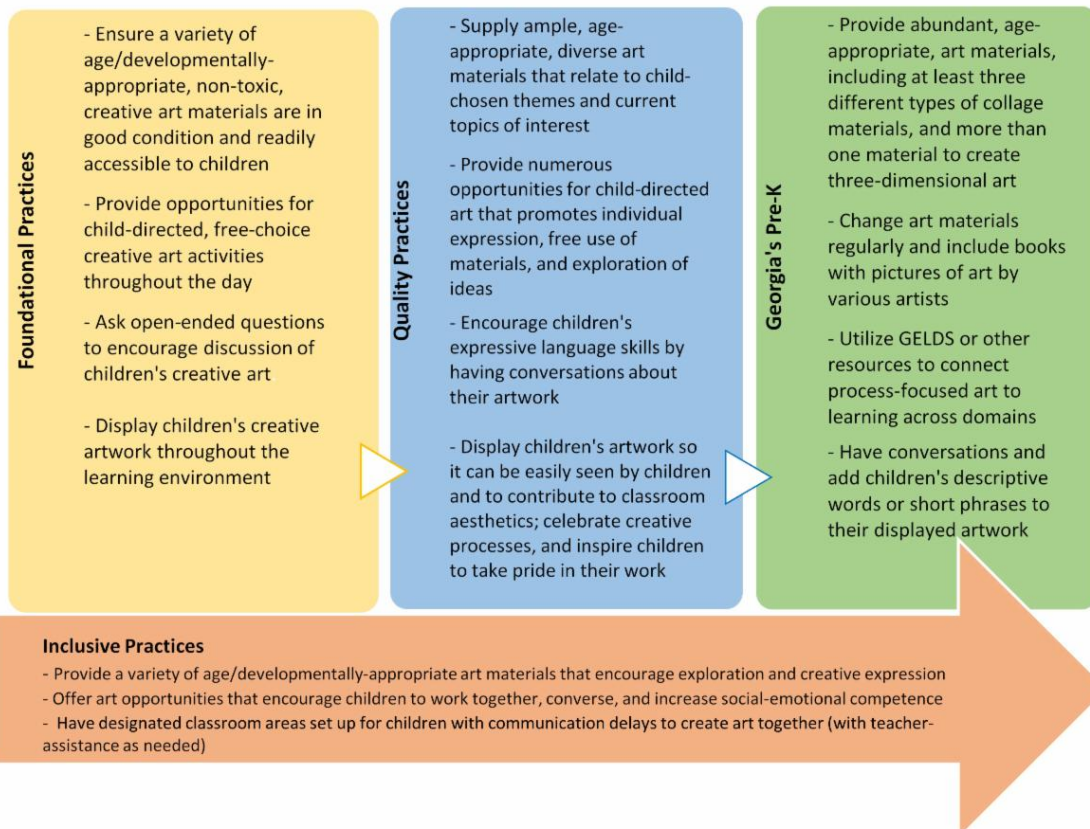 Foundational Practices
- Ensure a variety of
age/developmentally-
appropriate, non-toxic,
creative art materials are in
good condition and readily
accessible to children
- Provide opportunities for
child-directed, free-choice
creative art activities
throughout the day
- Ask open-ended questions
to encourage discussion of
children's creative art
- Display children's creative
artwork throughout the
learning environment
Quality Practices
- Supply ample, age-
appropriate, diverse art
materials that relate to child-
chosen themes and current
topics of interest
- Provide numerous
opportunities for child-directed
art that promotes individual
expression, free use of
materials, and exploration of
ideas
- Encourage children's
expressive language skills by
having conversations about
their artwork
- Display children's artwork so
it can be easily seen by children
and to contribute to classroom
aesthetics; celebrate creative
processes, and inspire children
to take pride in their work
Georgia's Pre-K
- Provide abundant, age-
appropriate, art materials,
including at least three
different types of collage
materials, and more than
one material to create
three-dimensional art
- Change art materials
regularly and include books
with pictures of art by
various artists
- Utilize GELDS or other
resources to connect
process-focused art to
learning across domains
- Have conversations and
add children's descriptive
words or short phrases to
their displayed artwork
Inclusive Practices
- Provide a variety of age/developmentally-appropriate art materials that encourage exploration and creative expression
- Offer art opportunities that encourage children to work together, converse, and increase social-emotional competence
- Have designated classroom areas set up for children with communication delays to create art together (with teacher-
assistance as needed)